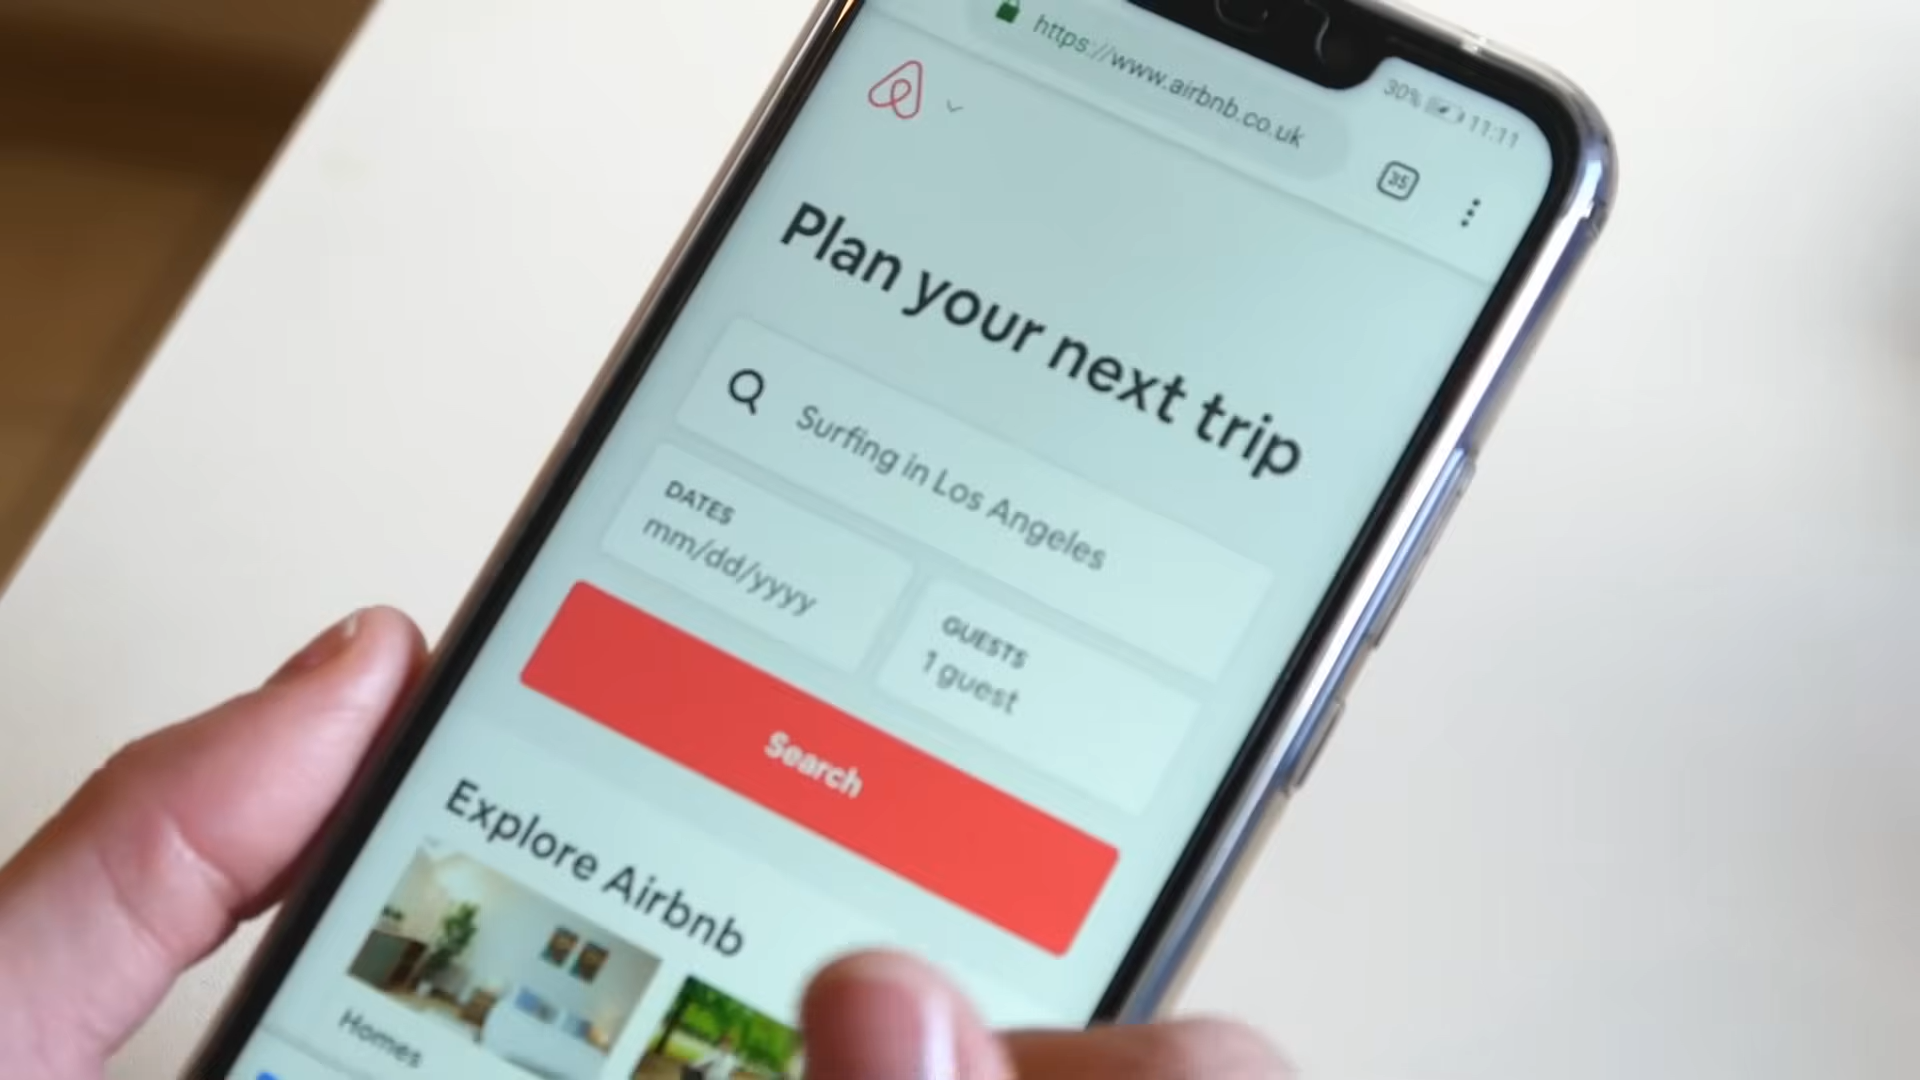 https://www.airbnb.co.uk
30% 11:11
35
Plan your next trip
Surfing in Los Angeles
DATES
mm/dd/yyyy
GUESTS
1 guest
Search
Explore Airbnb
Homes